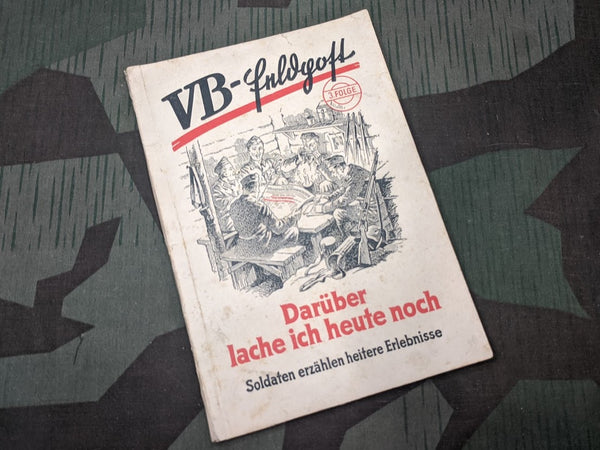 VB-Feldpost
3. FOLGE
Darüber
lache ich heute noch
Soldaten erzählen heitere Erlebnisse